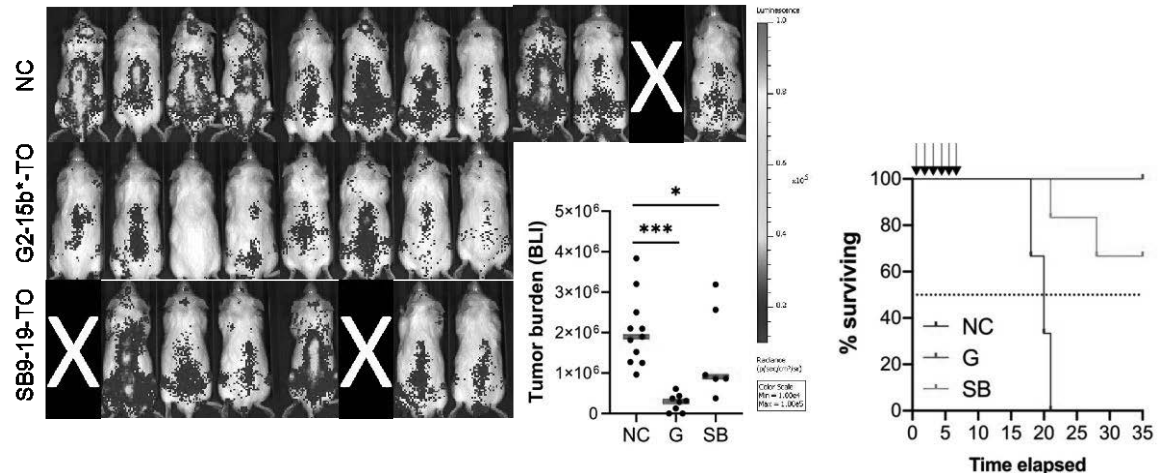 NC
G2-15b*-TO
SB9-19-TO
X
X
X
Luminescence
1.0
0.8
0.6
x10⁵
0.4
0.2
Radiance
(p/sec/cm²/sr)
Color Scale
Min = 1.00e4
Max = 1.00e5
Tumor burden (BLI)
5×10⁶
4×10⁶
3×10⁶
2×10⁶
1×10⁶
0
*
***
NC G SB
% surviving
100
80
60
40
20
0
NC
G
SB
0 5 10 15 20 25 30 35
Time elapsed